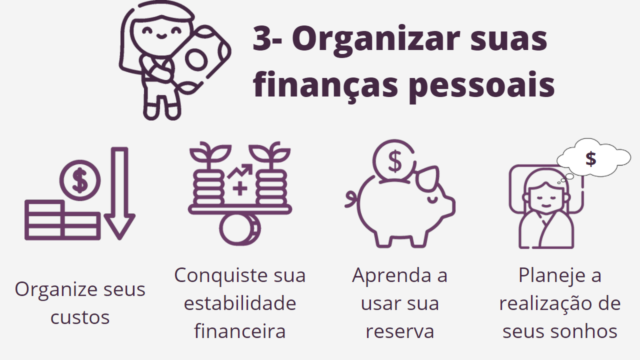 3- Organizar suas
finanças pessoais
$
$
$
Organize seus
custos
Conquiste sua
estabilidade
financeira
Aprenda a
usar sua
reserva
Planeje a
realização de
seus sonhos